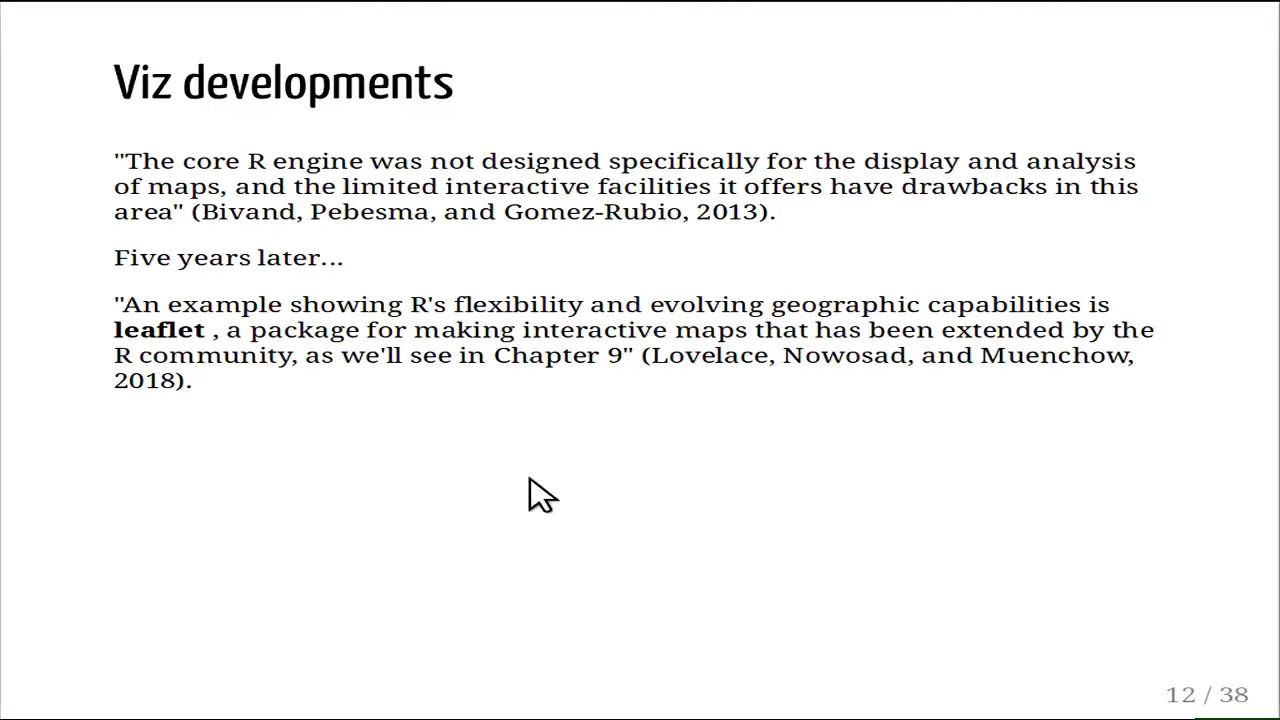 Viz developments
"The core R engine was not designed specifically for the display and analysis
of maps, and the limited interactive facilities it offers have drawbacks in this
area" (Bivand, Pebesma, and Gomez-Rubio, 2013).
Five years later...
"An example showing R's flexibility and evolving geographic capabilities is
leaflet , a package for making interactive maps that has been extended by the
R community, as we'll see in Chapter 9" (Lovelace, Nowosad, and Muenchow,
2018).
12 / 38